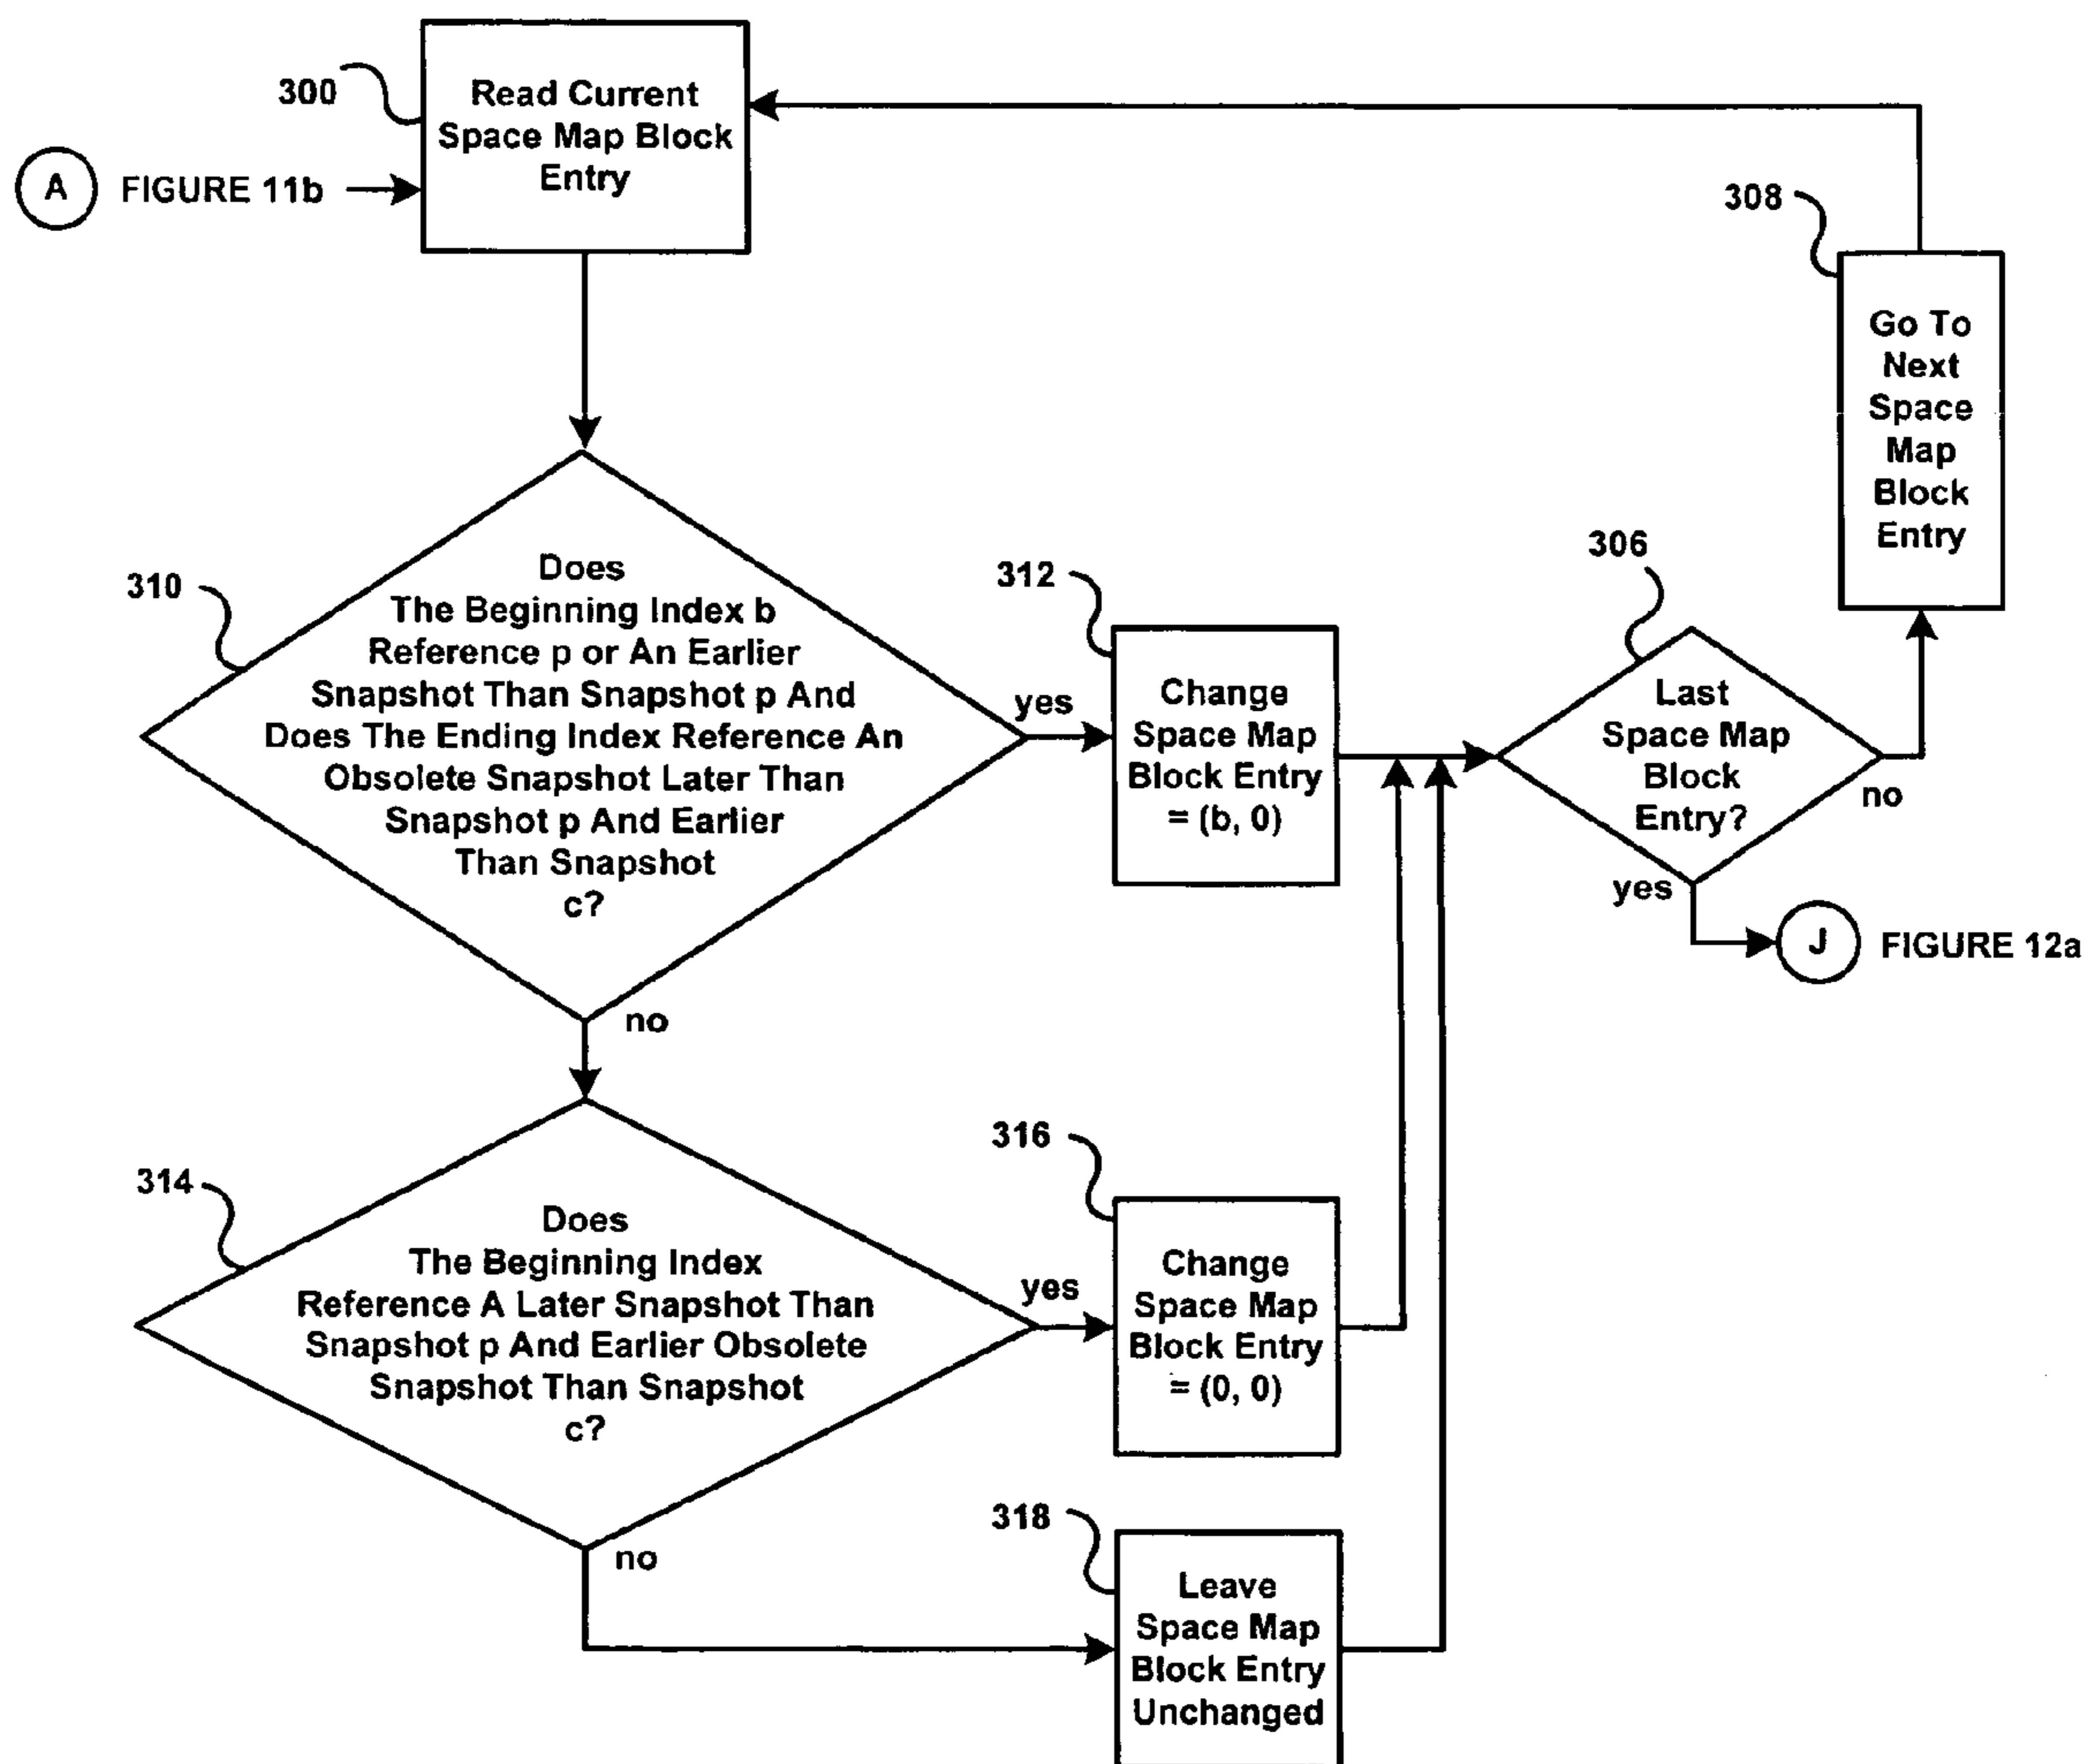 300
Read Current
Space Map Block
Entry
A
FIGURE 11b
308
Go To
Next
Space
Map
Block
Entry
310
Does
The Beginning Index b
Reference p or An Earlier
Snapshot Than Snapshot p And
Does The Ending Index Reference An
Obsolete Snapshot Later Than
Snapshot p And Earlier
Than Snapshot
c?
yes
no
312
Change
Space Map
Block Entry
= (b, 0)
306
Last
Space Map
Block
Entry?
no
yes
J
FIGURE 12a
314
Does
The Beginning Index
Reference A Later Snapshot Than
Snapshot p And Earlier Obsolete
Snapshot Than Snapshot
c?
yes
no
316
Change
Space Map
Block Entry
= (0, 0)
318
Leave
Space Map
Block Entry
Unchanged